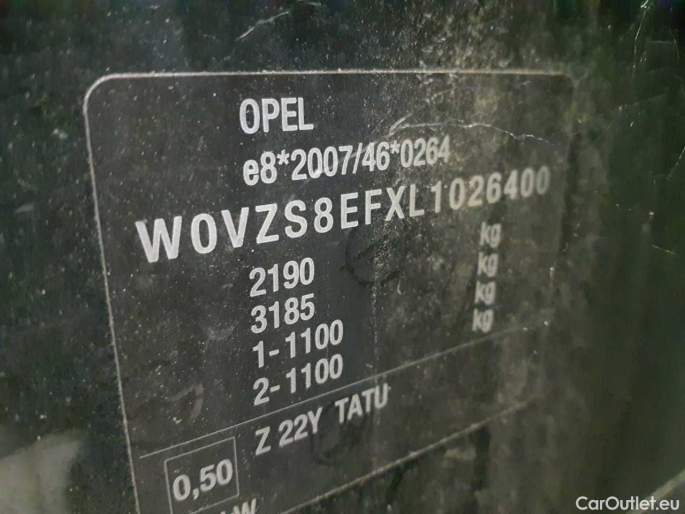 OPEL
e8*2007/46*0264
W0VZS8EFXL1026400
2190 kg
3185 kg
1-1100 kg
2-1100 kg
Z 22Y TATU
0,50
CarOutlet.eu